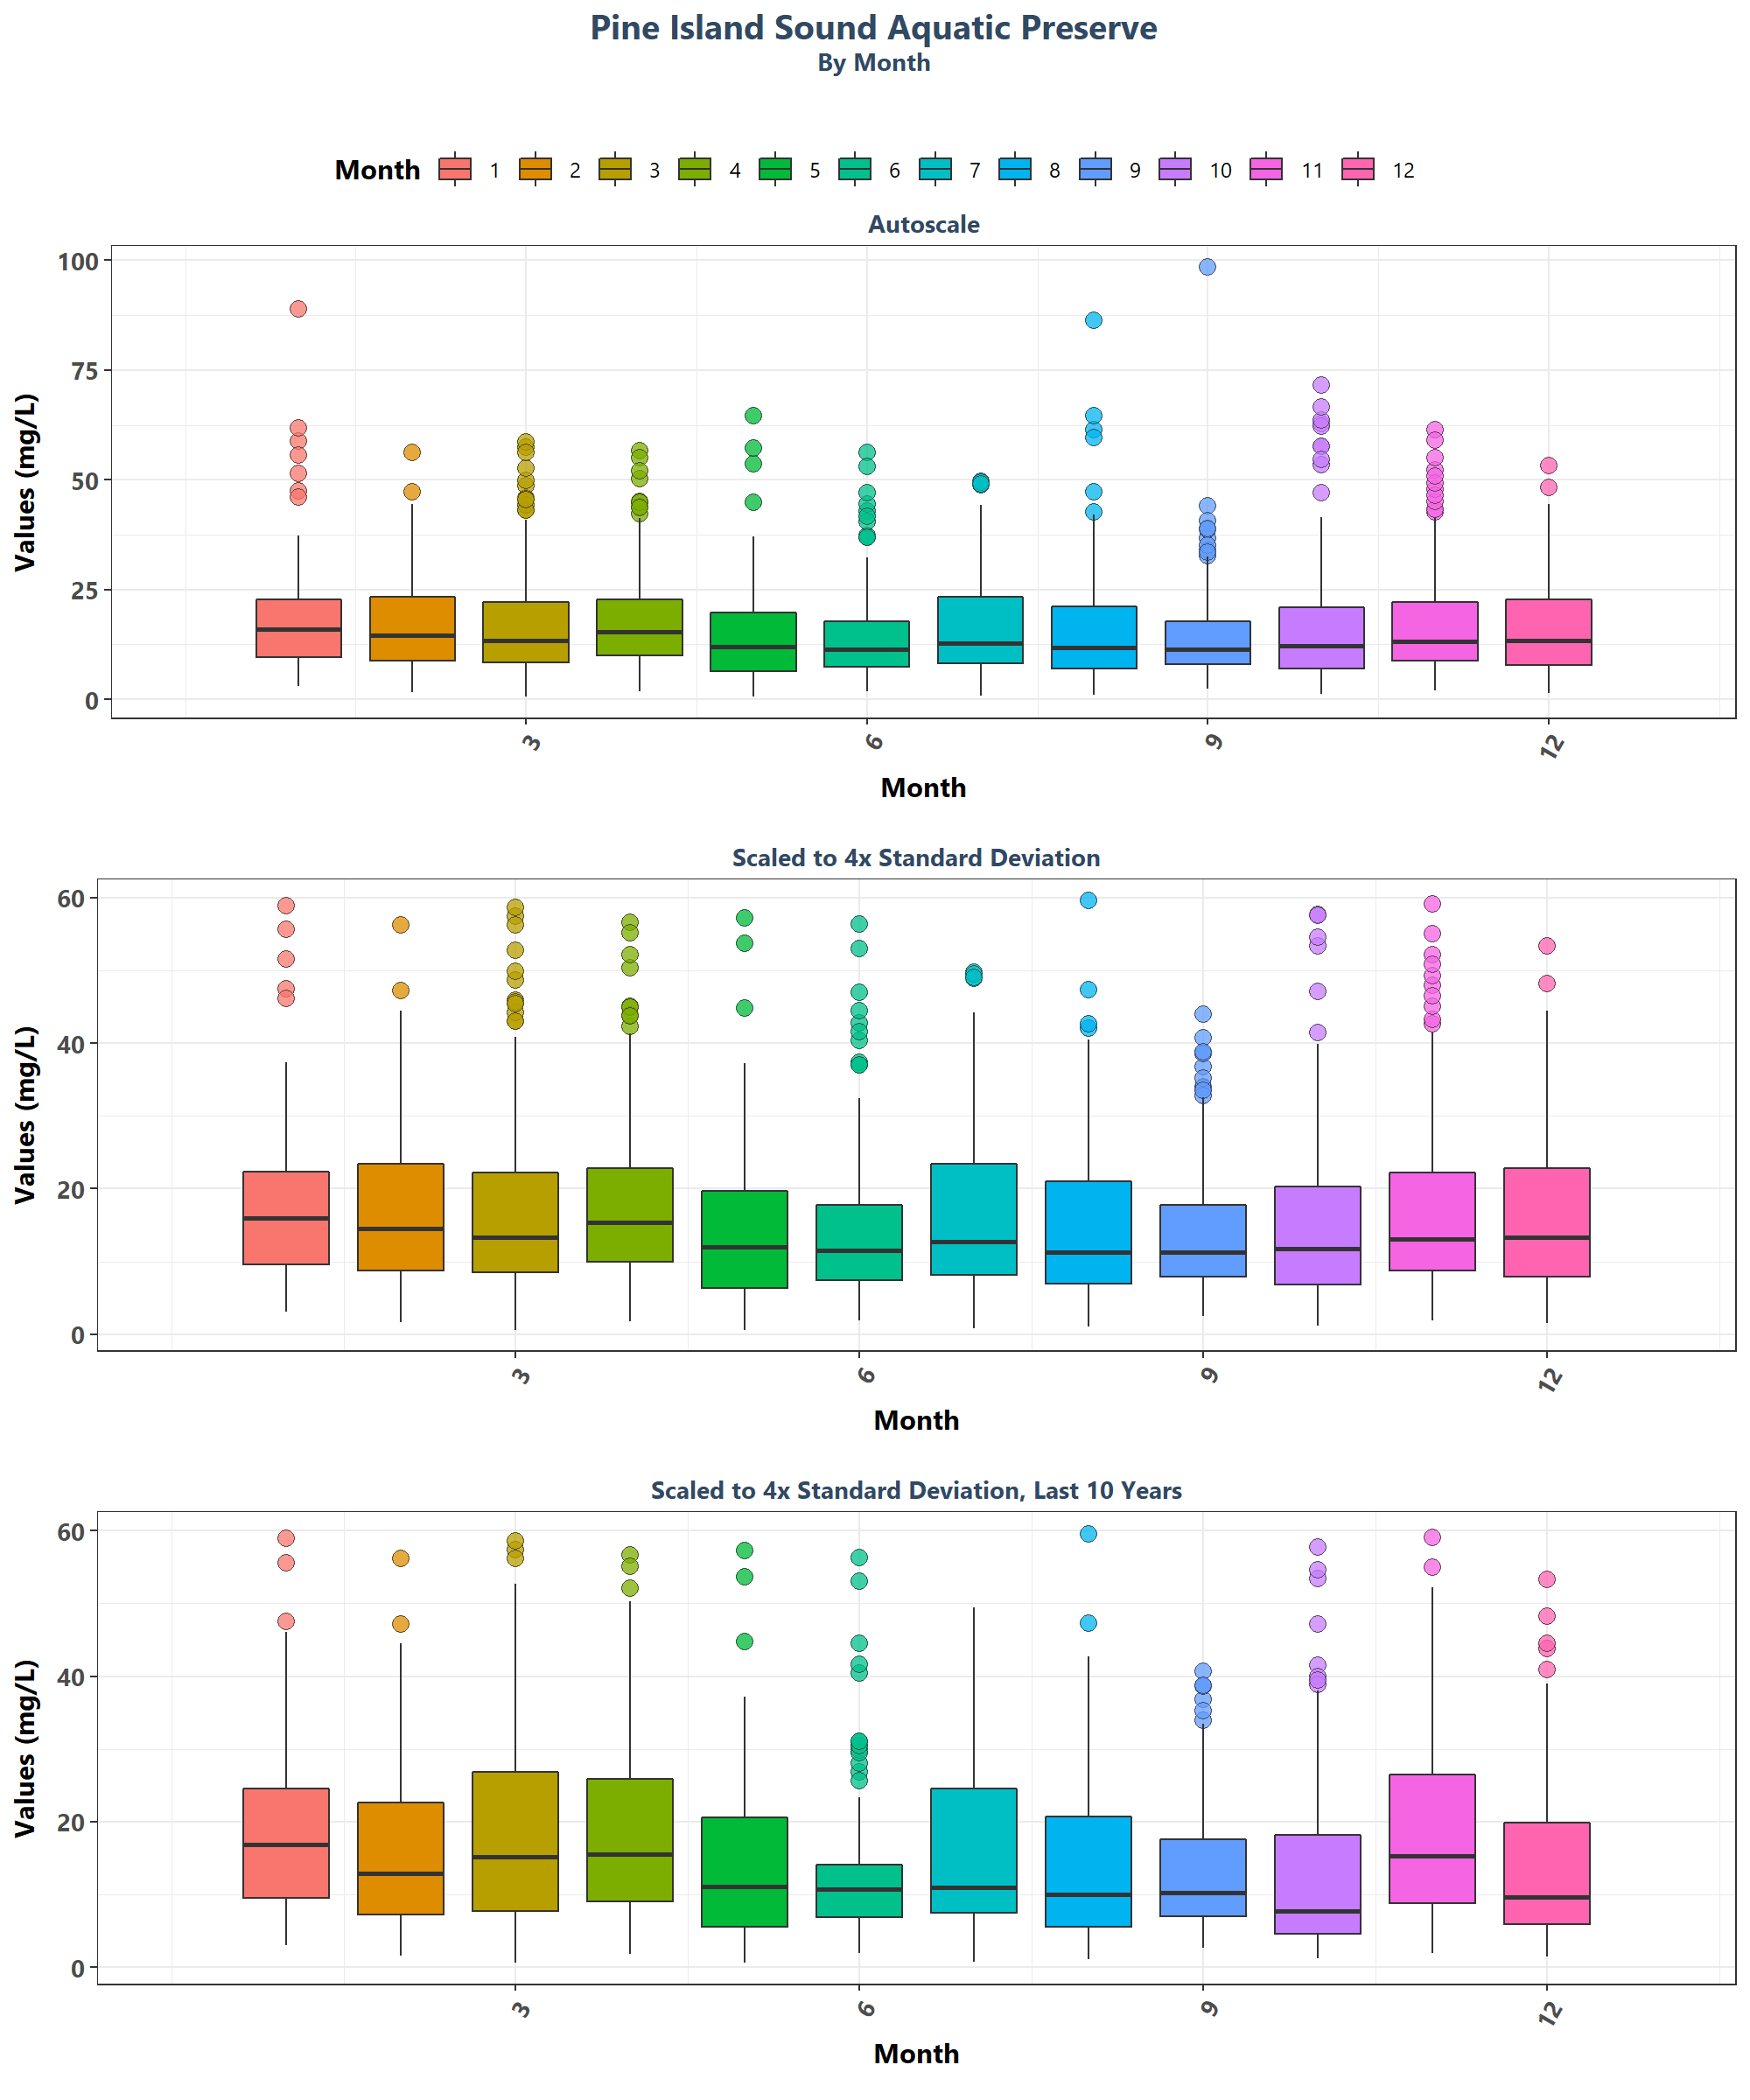 Pine Island Sound Aquatic Preserve
By Month
Month 1 2 3 4 5 6 7 8 9 10 11 12
Autoscale
Values (mg/L)
100
75
50
25
0
3 6 9 12
Month
Scaled to 4x Standard Deviation
Values (mg/L)
60
40
20
0
3 6 9 12
Month
Scaled to 4x Standard Deviation, Last 10 Years
Values (mg/L)
60
40
20
0
3 6 9 12
Month